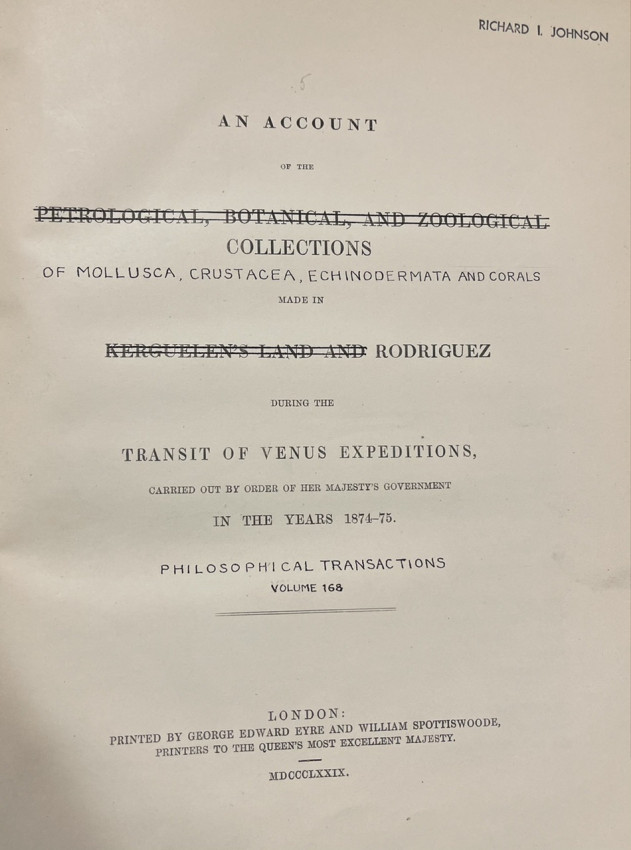 RICHARD I. JOHNSON
AN ACCOUNT
OF THE
PETROLOGICAL, BOTANICAL, AND ZOOLOGICAL
COLLECTIONS
OF MOLLUSCA, CRUSTACEA, ECHINODERMATA AND CORALS
MADE IN
KERGUELEN'S LAND AND RODRIGUEZ
DURING THE
TRANSIT OF VENUS EXPEDITIONS,
CARRIED OUT BY ORDER OF HER MAJESTY'S GOVERNMENT
IN THE YEARS 1874–75.
PHILOSOPHICAL TRANSACTIONS
VOLUME 168
LONDON:
PRINTED BY GEORGE EDWARD EYRE AND WILLIAM SPOTTISWOODE,
PRINTERS TO THE QUEEN'S MOST EXCELLENT MAJESTY.
MDCCCLXXIX.